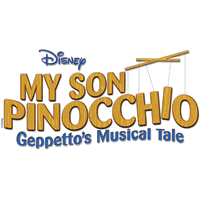 Disney
MY SON
PINOCCHIO
Geppetto's Musical Tale